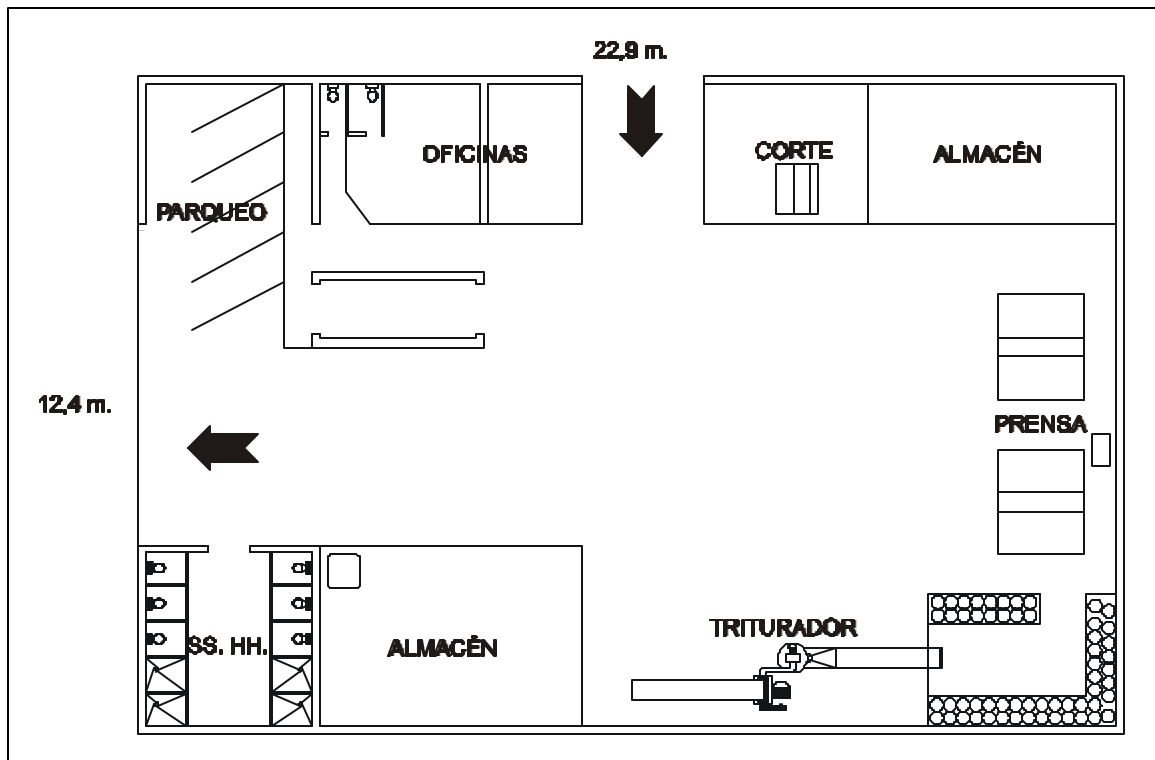 22,9 m.
OFICINAS
CORTE
ALMACÉN
PARQUEO
12,4 m.
PRENSA
TRITURADOR
SS. HH.
ALMACÉN